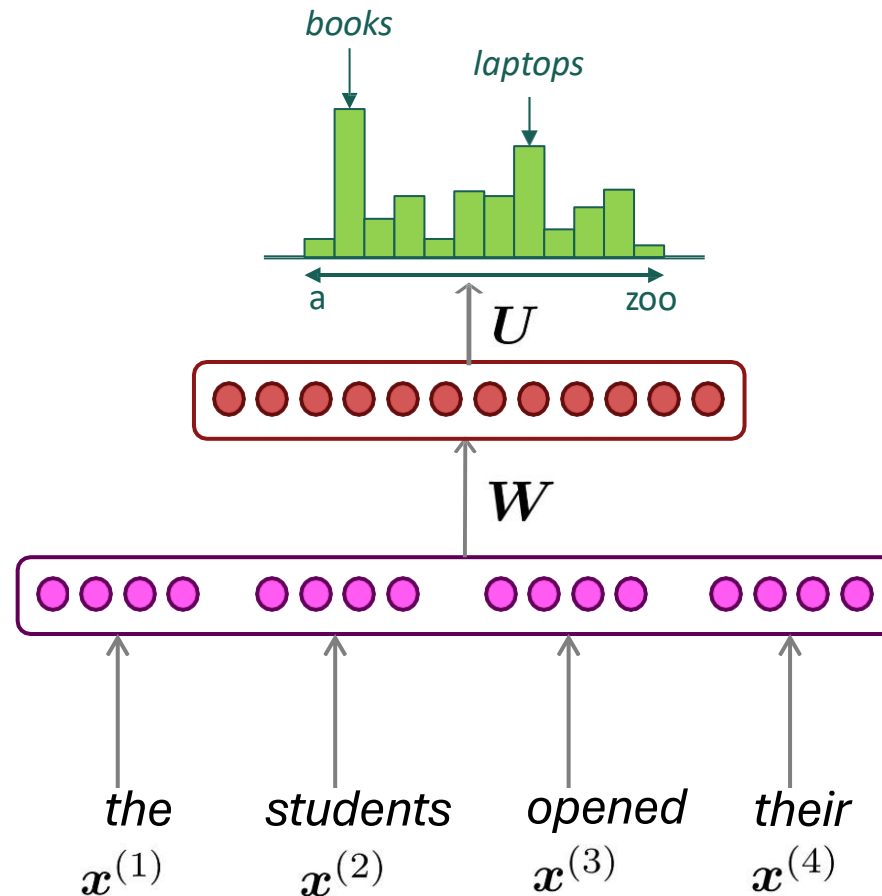 books
laptops
a zoo
U
W
the students opened their
x^{(1)} x^{(2)} x^{(3)} x^{(4)}